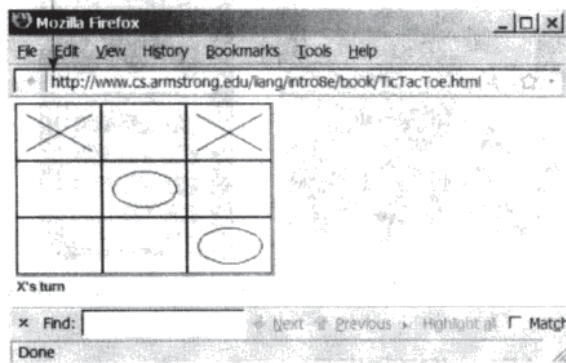 Mozilla Firefox
File Edit View History Bookmarks Tools Help
http://www.cs.armstrong.edu/liang/intro8e/book/TicTacToe.html
X's turn
× Find: Next Previous Highlight all Match
Done